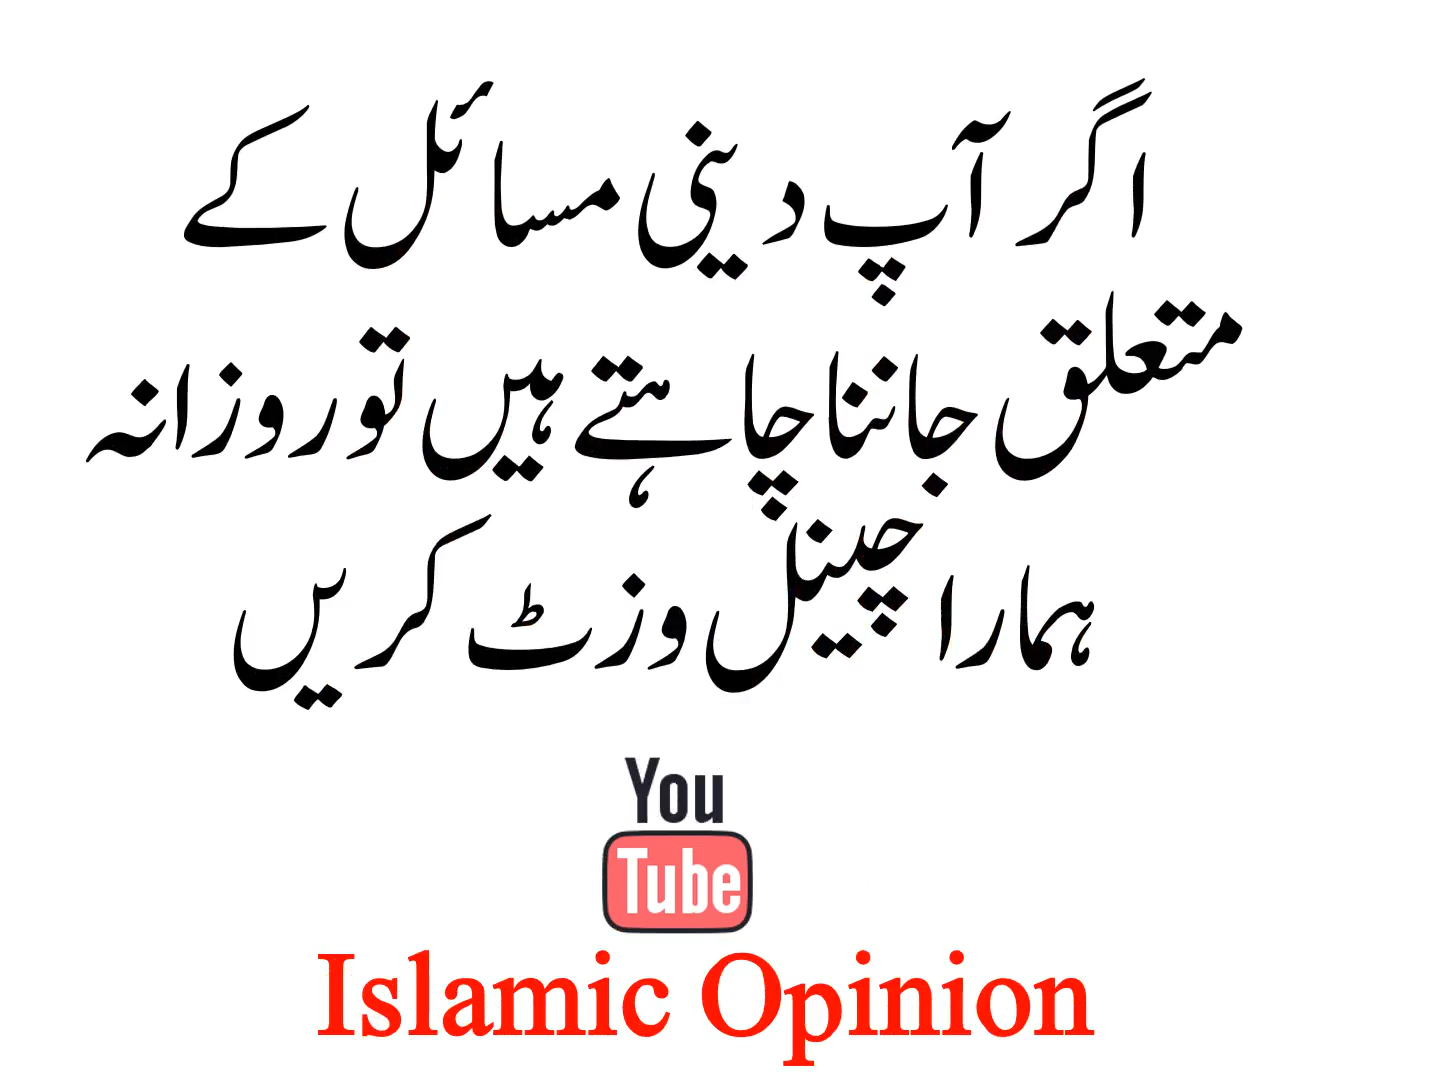 اگر آپ دینی مسائل کے
متعلق جاننا چاہتے ہیں تو روزانہ
ہمارا چینل وزٹ کریں
You
Tube
Islamic Opinion